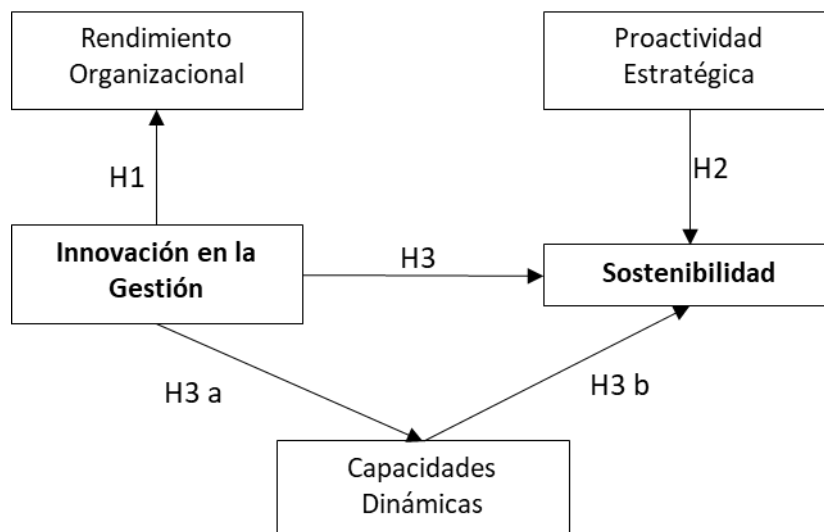 Rendimiento
Organizacional
Proactividad
Estratégica
H1
H2
Innovación en la
Gestión
H3
Sostenibilidad
H3 a
H3 b
Capacidades
Dinámicas